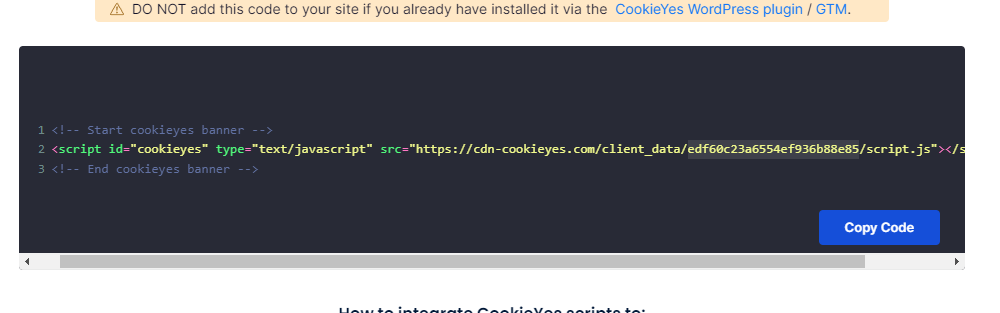 DO NOT add this code to your site if you already have installed it via the CookieYes WordPress plugin / GTM.
1 <!-- Start cookieyes banner -->
2 <script id="cookieyes" type="text/javascript" src="https://cdn-cookieyes.com/client_data/edf60c23a6554ef936b88e85/script.js"></s
3 <!-- End cookieyes banner -->
Copy Code
How to integrate CookieYes scripts to: